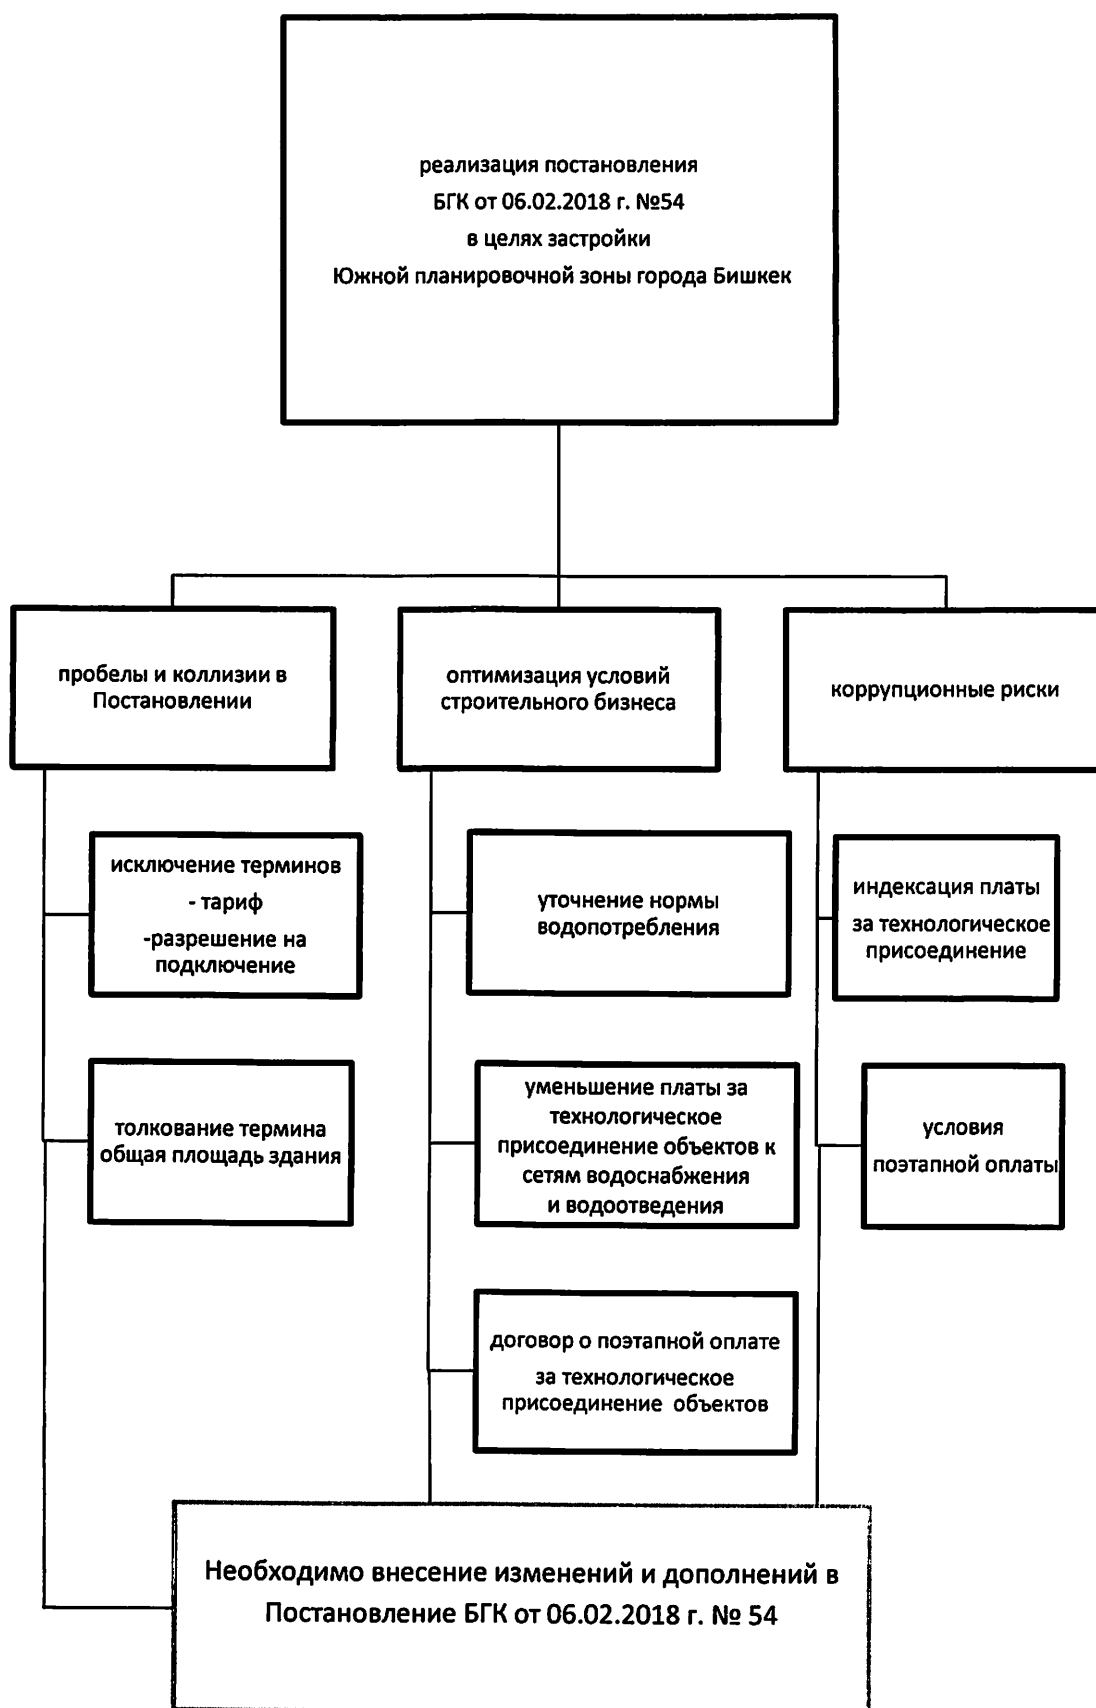 реализация постановления
БГК от 06.02.2018 г. №54
в целях застройки
Южной планировочной зоны города Бишкек
пробелы и коллизии в
Постановлении
оптимизация условий
строительного бизнеса
коррупционные риски
исключение терминов
- тариф
-разрешение на
подключение
уточнение нормы
водопотребления
индексация платы
за технологическое
присоединение
толкование термина
общая площадь здания
уменьшение платы за
технологическое
присоединение объектов к
сетям водоснабжения
и водоотведения
условия
поэтапной оплаты
договор о поэтапной оплате
за технологическое
присоединение объектов
Необходимо внесение изменений и дополнений в
Постановление БГК от 06.02.2018 г. № 54